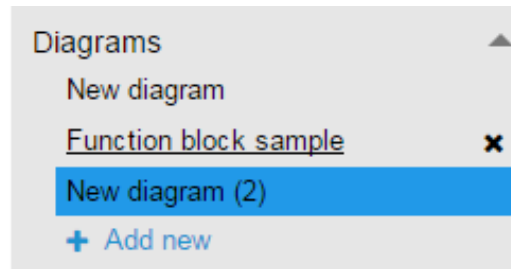 Diagrams
New diagram
Function block sample
New diagram (2)
Add new